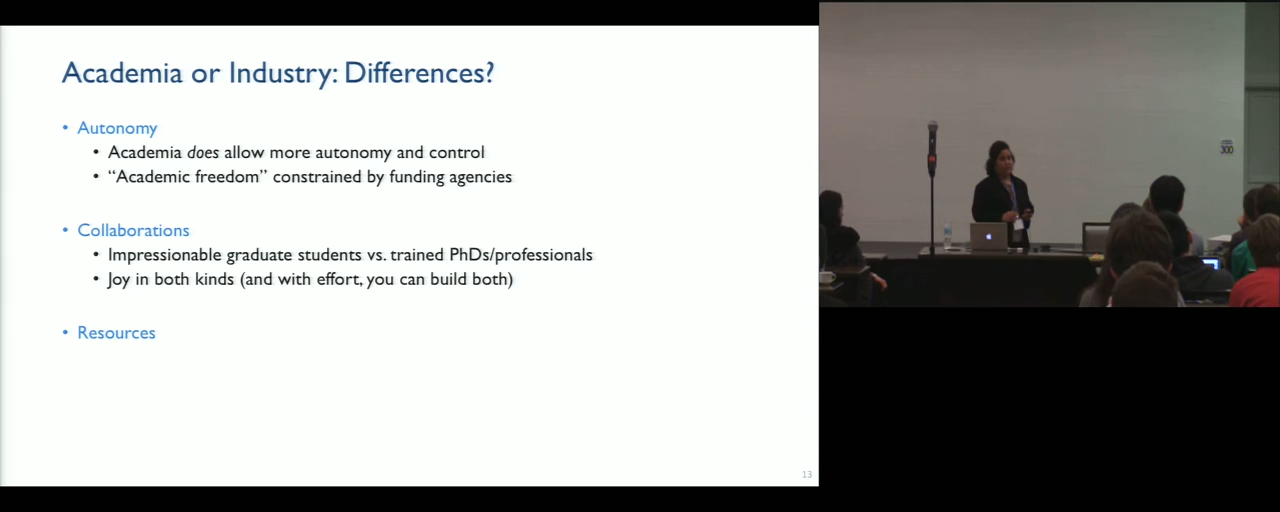 Academia or Industry: Differences?
• Autonomy
• Academia does allow more autonomy and control
• “Academic freedom” constrained by funding agencies
• Collaborations
• Impressionable graduate students vs. trained PhDs/professionals
• Joy in both kinds (and with effort, you can build both)
• Resources
13
300